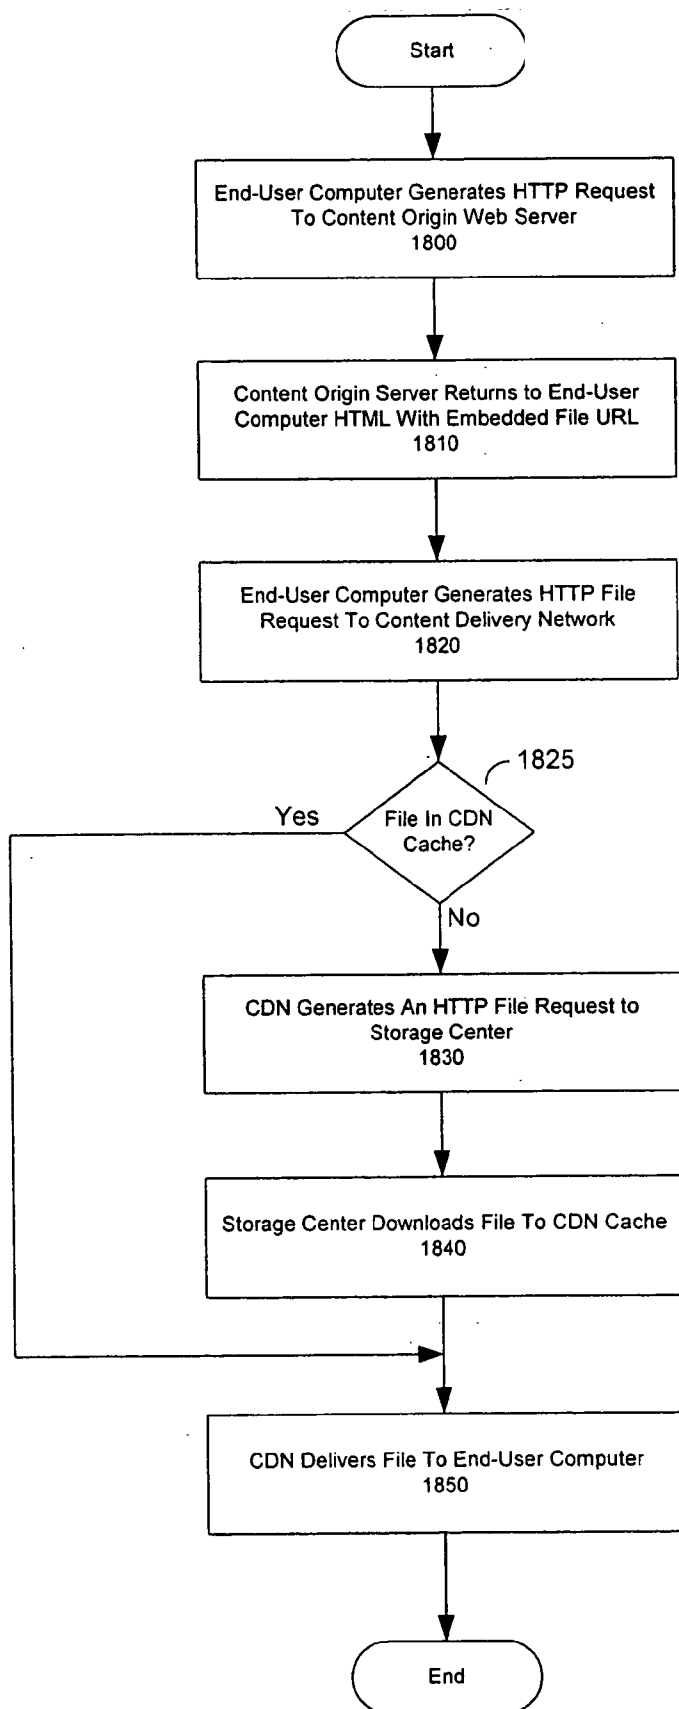 Start
End-User Computer Generates HTTP Request
To Content Origin Web Server
1800
Content Origin Server Returns to End-User
Computer HTML With Embedded File URL
1810
End-User Computer Generates HTTP File
Request To Content Delivery Network
1820
1825
Yes
File In CDN
Cache?
No
CDN Generates An HTTP File Request to
Storage Center
1830
Storage Center Downloads File To CDN Cache
1840
CDN Delivers File To End-User Computer
1850
End